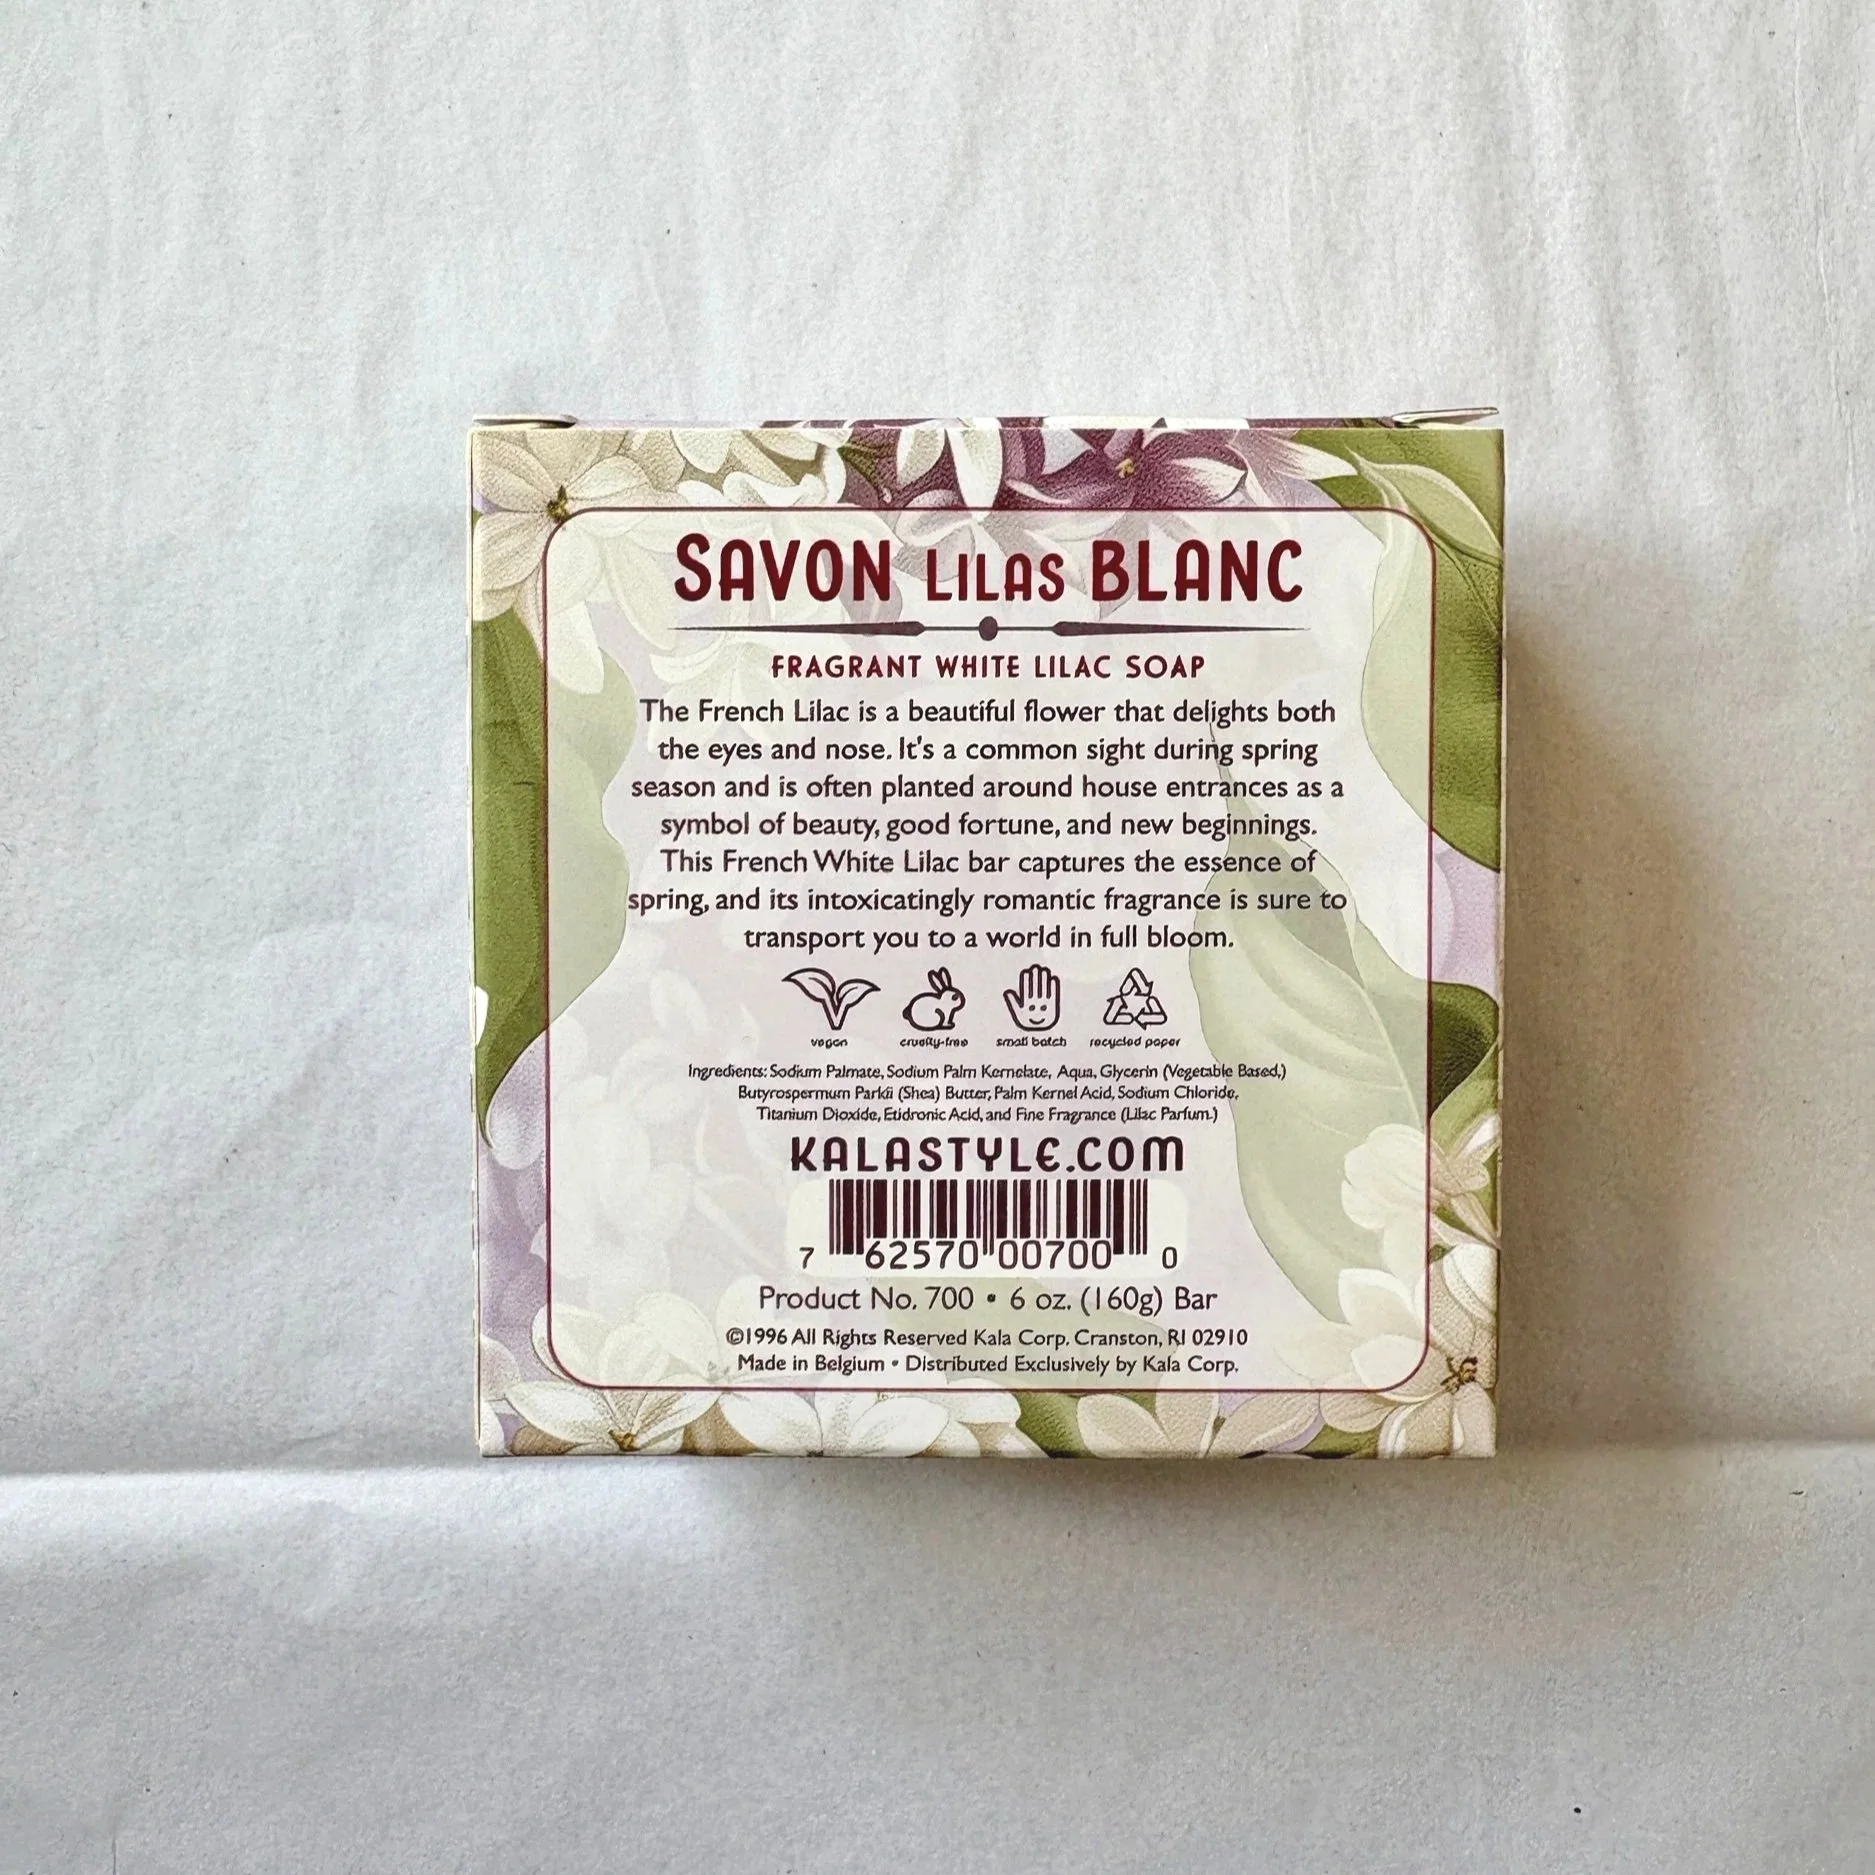 SAVON LILAS BLANC
FRAGRANT WHITE LILAC SOAP
The French Lilac is a beautiful flower that delights both
the eyes and nose. It's a common sight during spring
season and is often planted around house entrances as a
symbol of beauty, good fortune, and new beginnings.
This French White Lilac bar captures the essence of
spring, and its intoxicatingly romantic fragrance is sure to
transport you to a world in full bloom.
vegan cruelty-free small batch recycled paper
Ingredients: Sodium Palmate, Sodium Palm Kernelate, Aqua, Glycerin (Vegetable Based,)
Butyrospermum Parkii (Shea) Butter, Palm Kernel Acid, Sodium Chloride,
Titanium Dioxide, Etidronic Acid, and Fine Fragrance (Lilac Parfum.)
KALASTYLE.COM
7 62570 00700 0
Product No. 700 • 6 oz. (160g) Bar
©1996 All Rights Reserved Kala Corp. Cranston, RI 02910
Made in Belgium • Distributed Exclusively by Kala Corp.